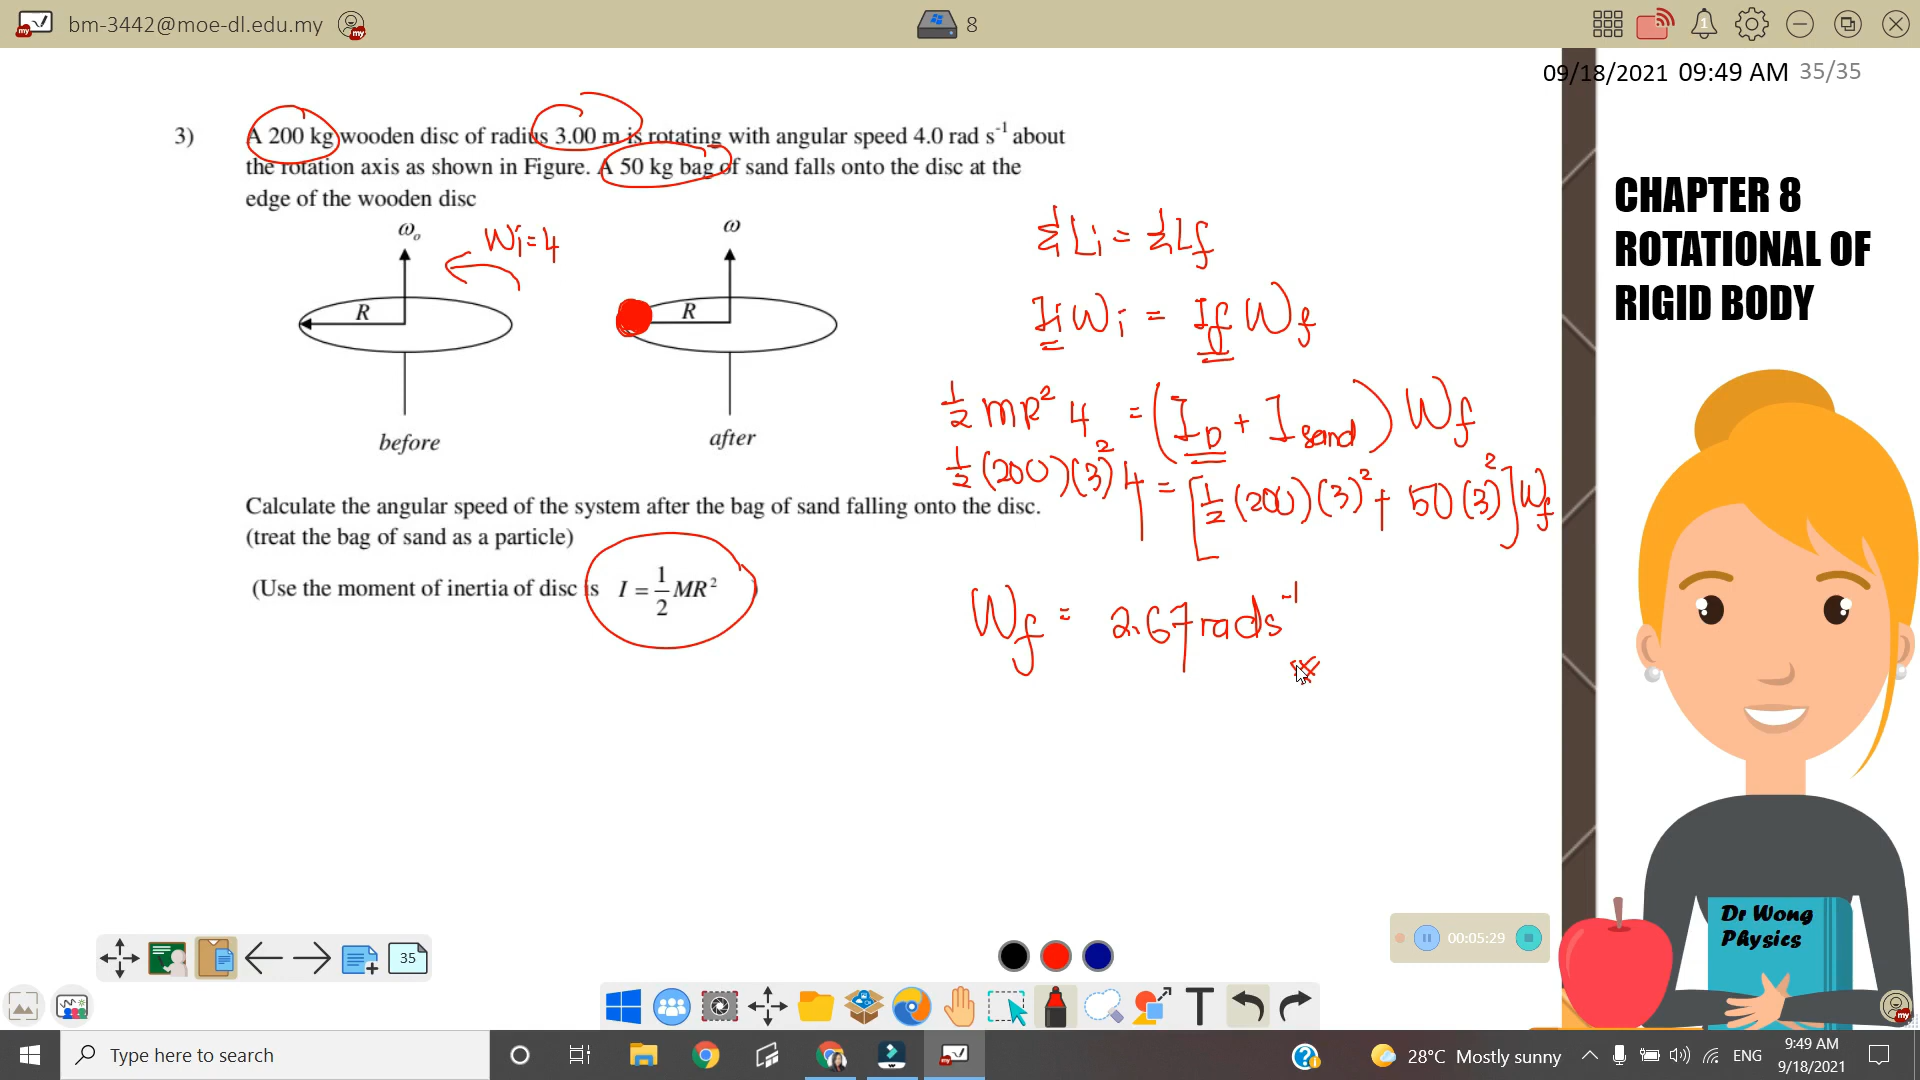 bm-3442@moe-dl.edu.my
8
09/18/2021 09:49 AM 35/35
3) A 200 kg wooden disc of radius 3.00 m is rotating with angular speed 4.0 rad s⁻¹ about
the rotation axis as shown in Figure. A 50 kg bag of sand falls onto the disc at the
edge of the wooden disc
ωₒ
Wi=4
R
before
ω
R
after
Calculate the angular speed of the system after the bag of sand falling onto the disc.
(treat the bag of sand as a particle)
(Use the moment of inertia of disc is I = 1/2 MR² )
ΣLi = ΣLf
IiWi = If Wf
1/2 mR² 4 = (I_D + I_sand) Wf
1/2 (200)(3)² 4 = [1/2 (200)(3)² + 50(3)²] Wf
Wf = 2.67 rads⁻¹
CHAPTER 8
ROTATIONAL OF
RIGID BODY
Dr Wong
Physics
00:05:29
35
T
Type here to search
28°C Mostly sunny
ENG
9:49 AM
9/18/2021